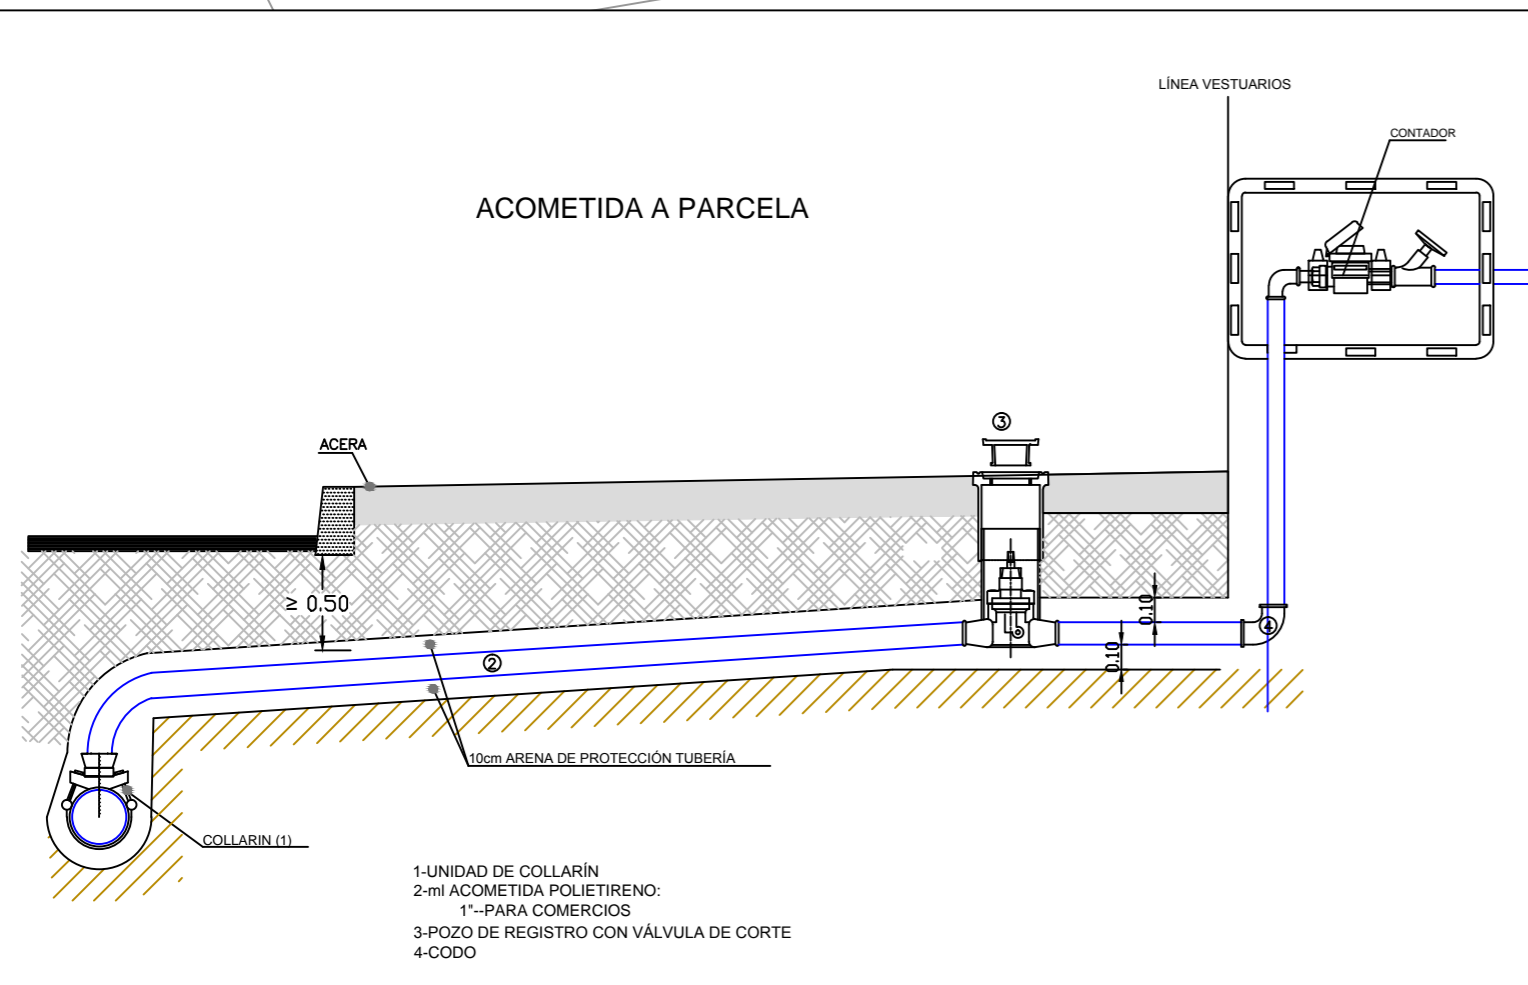 LÍNEA VESTUARIOS
CONTADOR
ACOMETIDA A PARCELA
3
ACERA
≥ 0.50
0.10
4
0.10
2
10cm ARENA DE PROTECCIÓN TUBERÍA
COLLARIN (1)
1-UNIDAD DE COLLARÍN
2-ml ACOMETIDA POLIETIRENO:
1"--PARA COMERCIOS
3-POZO DE REGISTRO CON VÁLVULA DE CORTE
4-CODO